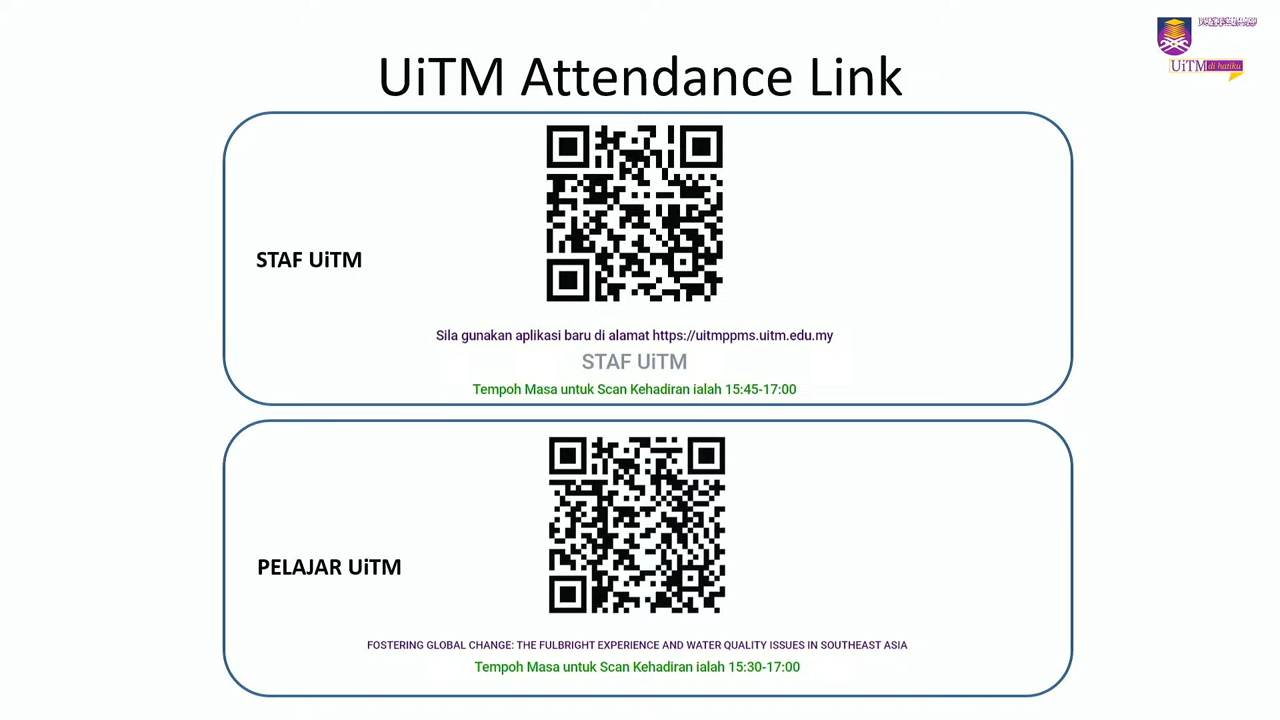 UiTM Attendance Link
UiTM di hatiku
STAF UiTM
Sila gunakan aplikasi baru di alamat https://uitmppms.uitm.edu.my
STAF UiTM
Tempoh Masa untuk Scan Kehadiran ialah 15:45-17:00
PELAJAR UiTM
FOSTERING GLOBAL CHANGE: THE FULBRIGHT EXPERIENCE AND WATER QUALITY ISSUES IN SOUTHEAST ASIA
Tempoh Masa untuk Scan Kehadiran ialah 15:30-17:00